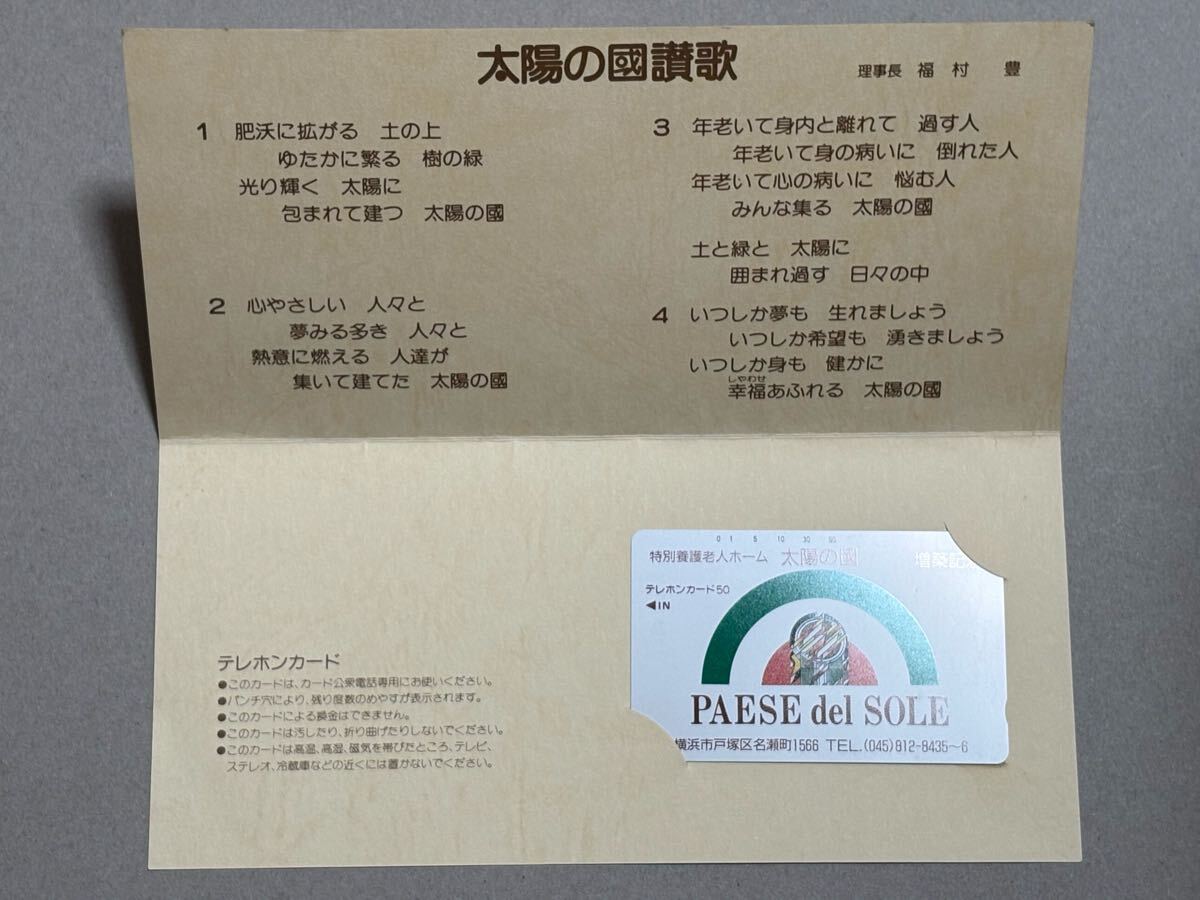 太陽の國讃歌
理事長 福村 豊
1 肥沃に拡がる 土の上
ゆたかに繁る 樹の緑
光り輝く 太陽に
包まれて建つ 太陽の國
2 心やさしい 人々と
夢みる多き 人々と
熱意に燃える 人達が
集いて建てた 太陽の國
3 年老いて身内と離れて 過す人
年老いて身の病いに 倒れた人
年老いて心の病いに 悩む人
みんな集る 太陽の國
土と緑と 太陽に
囲まれ過す 日々の中
4 いつしか夢も 生れましよう
いつしか希望も 湧きましよう
いつしか身も 健かに
しやわせ
幸福あふれる 太陽の國
テレホンカード
●このカードは、カード公衆電話専用にお使いください。
●パンチ穴により、残り度数のめやすが表示されます。
●このカードによる換金はできません。
●このカードは汚したり、折り曲げたりしないでください。
●このカードは高温、高湿、磁気を帯びたところ、テレビ、
ステレオ、冷蔵庫などの近くには置かないでください。
0 1 5 10 30 50
特別養護老人ホーム 太陽の國 増築記
テレホンカード50
◀IN
PAESE del SOLE
横浜市戸塚区名瀬町1566 TEL.(045)812-8435~6